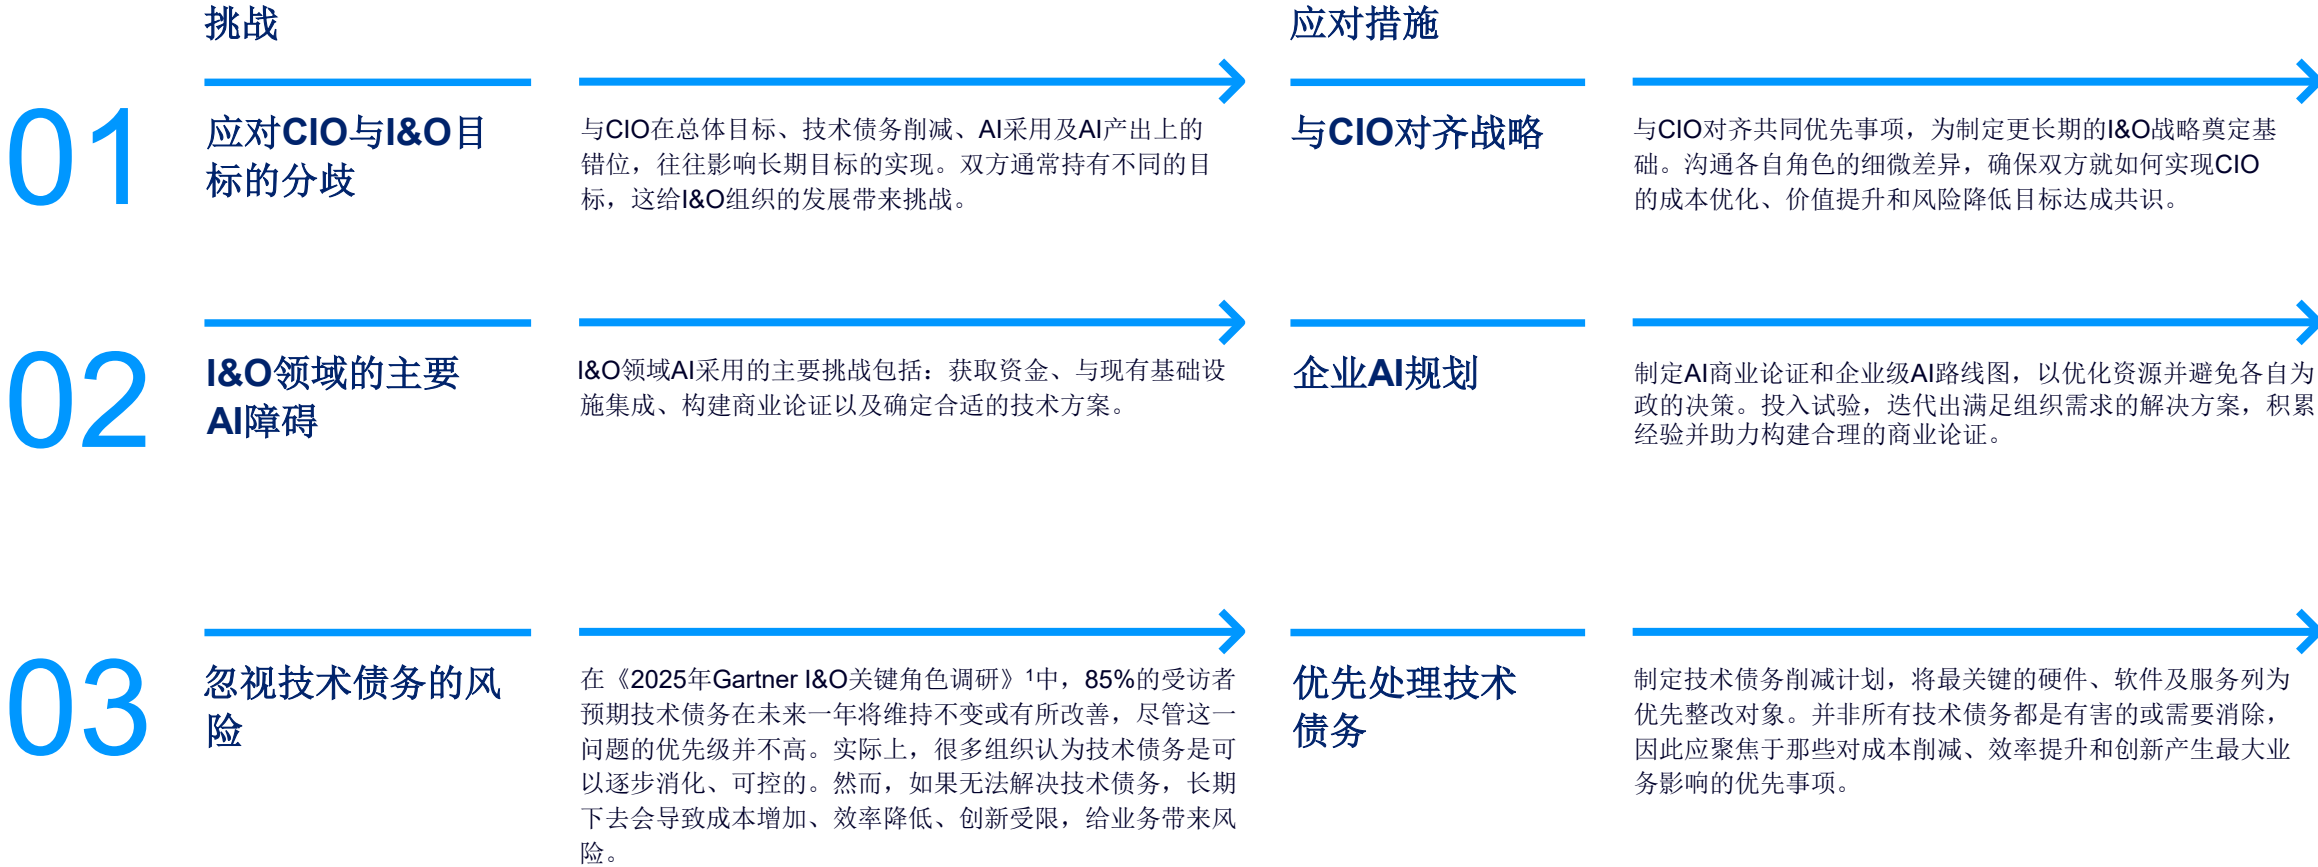 挑战
应对措施
01
应对CIO与I&O目
标的分歧
与CIO在总体目标、技术债务削减、AI采用及AI产出上的
错位，往往影响长期目标的实现。双方通常持有不同的目
标，这给I&O组织的发展带来挑战。
与CIO对齐战略
与CIO对齐共同优先事项，为制定更长期的I&O战略奠定基
础。沟通各自角色的细微差异，确保双方就如何实现CIO
的成本优化、价值提升和风险降低目标达成共识。
02
I&O领域的主要
AI障碍
I&O领域AI采用的主要挑战包括：获取资金、与现有基础设
施集成、构建商业论证以及确定合适的技术方案。
企业AI规划
制定AI商业论证和企业级AI路线图，以优化资源并避免各自为
政的决策。投入试验，迭代出满足组织需求的解决方案，积累
经验并助力构建合理的商业论证。
03
忽视技术债务的风
险
在《2025年Gartner I&O关键角色调研》¹中，85%的受访者
预期技术债务在未来一年将维持不变或有所改善，尽管这一
问题的优先级并不高。实际上，很多组织认为技术债务是可
以逐步消化、可控的。然而，如果无法解决技术债务，长期
下去会导致成本增加、效率降低、创新受限，给业务带来风
险。
优先处理技术
债务
制定技术债务削减计划，将最关键的硬件、软件及服务列为
优先整改对象。并非所有技术债务都是有害的或需要消除，
因此应聚焦于那些对成本削减、效率提升和创新产生最大业
务影响的优先事项。